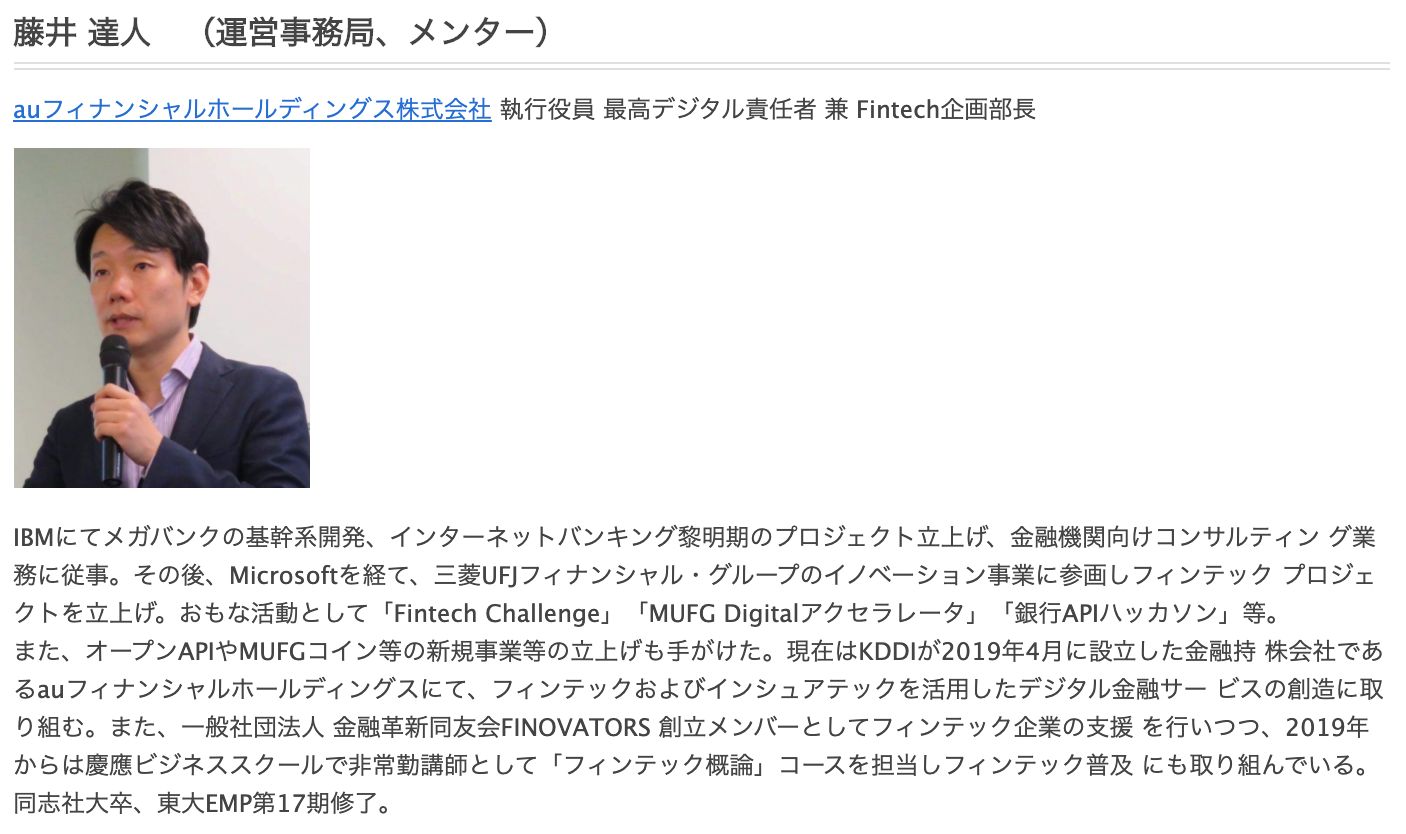 藤井 達人　（運営事務局、メンター）
auフィナンシャルホールディングス株式会社 執行役員 最高デジタル責任者 兼 Fintech企画部長
IBMにてメガバンクの基幹系開発、インターネットバンキング黎明期のプロジェクト立上げ、金融機関向けコンサルティン グ業
務に従事。その後、Microsoftを経て、三菱UFJフィナンシャル・グループのイノベーション事業に参画しフィンテック プロジェ
クトを立上げ。おもな活動として「Fintech Challenge」「MUFG Digitalアクセラレータ」「銀行APIハッカソン」等。
また、オープンAPIやMUFGコイン等の新規事業等の立上げも手がけた。現在はKDDIが2019年4月に設立した金融持 株会社であ
るauフィナンシャルホールディングスにて、フィンテックおよびインシュアテックを活用したデジタル金融サー ビスの創造に取
り組む。また、一般社団法人 金融革新同友会FINOVATORS 創立メンバーとしてフィンテック企業の支援 を行いつつ、2019年
からは慶應ビジネススクールで非常勤講師として「フィンテック概論」コースを担当しフィンテック普及 にも取り組んでいる。
同志社大卒、東大EMP第17期修了。